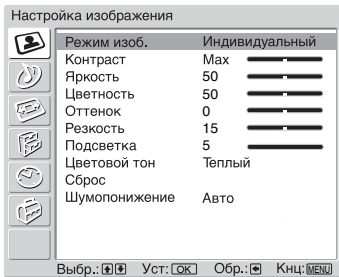 Настройка изображения
Режим изоб. Индивидуальный
Контраст Max
Яркость 50
Цветность 50
Оттенок 0
Резкость 15
Подсветка 5
Цветовой тон Теплый
Сброс
Шумопонижение Авто
Выбр.: Уст: OK Обр.: Кнц: MENU